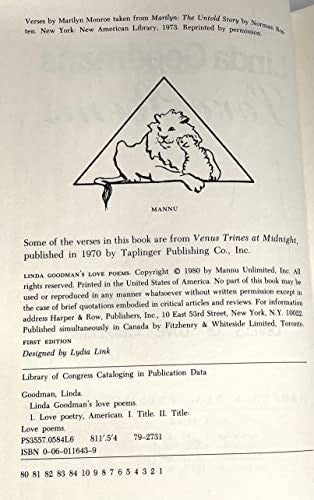 Verses by Marilyn Monroe taken from Marilyn: The Untold Story by Norman Ros-
ten. New York: New American Library, 1973. Reprinted by permission.
MANNU
Some of the verses in this book are from Venus Trines at Midnight,
published in 1970 by Taplinger Publishing Co., Inc.
LINDA GOODMAN'S LOVE POEMS. Copyright © 1980 by Mannu Unlimited, Inc. All
rights reserved. Printed in the United States of America. No part of this book may be
used or reproduced in any manner whatsoever without written permission except in
the case of brief quotations embodied in critical articles and reviews. For information
address Harper & Row, Publishers, Inc., 10 East 53rd Street, New York, N.Y. 10022.
Published simultaneously in Canada by Fitzhenry & Whiteside Limited, Toronto.
FIRST EDITION
Designed by Lydia Link
Library of Congress Cataloging in Publication Data
Goodman, Linda.
Linda Goodman's love poems.
1. Love poetry, American. I. Title. II. Title:
Love poems.
PS3557.O584L6 811'.5'4 79-2731
ISBN 0-06-011643-9
80 81 82 83 84 10 9 8 7 6 5 4 3 2 1